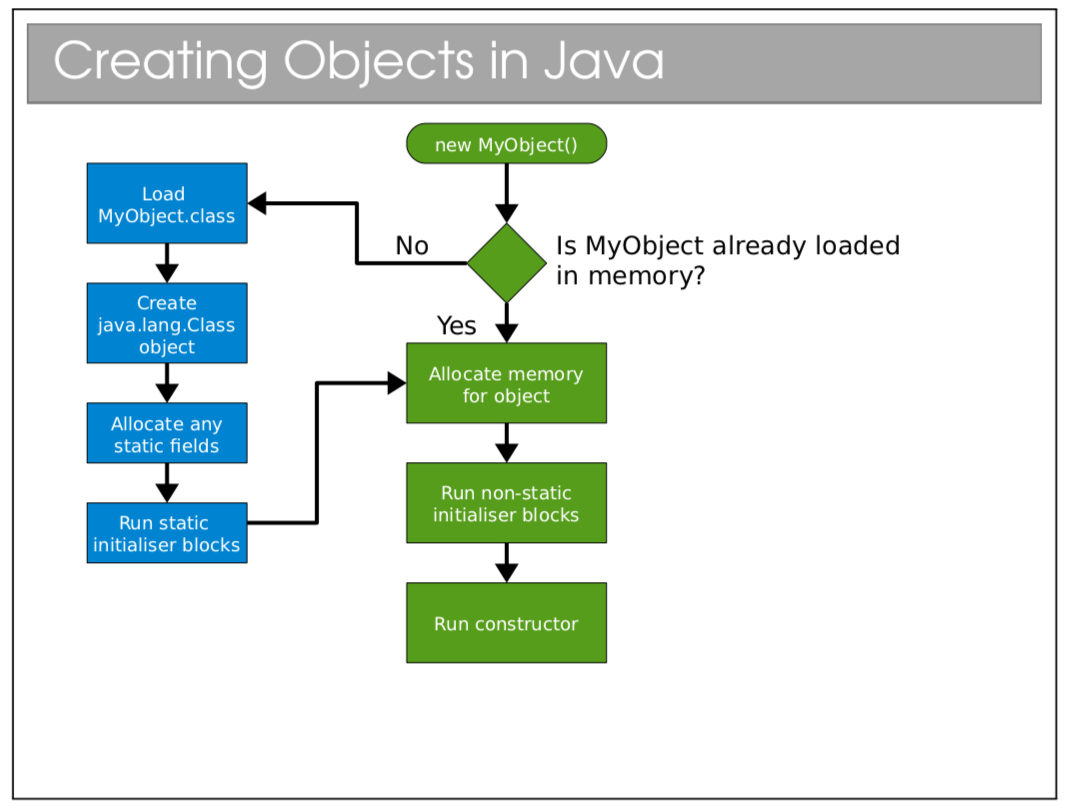 Creating Objects in Java
new MyObject()
Is MyObject already loaded
in memory?
No
Yes
Load
MyObject.class
Create
java.lang.Class
object
Allocate any
static fields
Run static
initialiser blocks
Allocate memory
for object
Run non-static
initialiser blocks
Run constructor